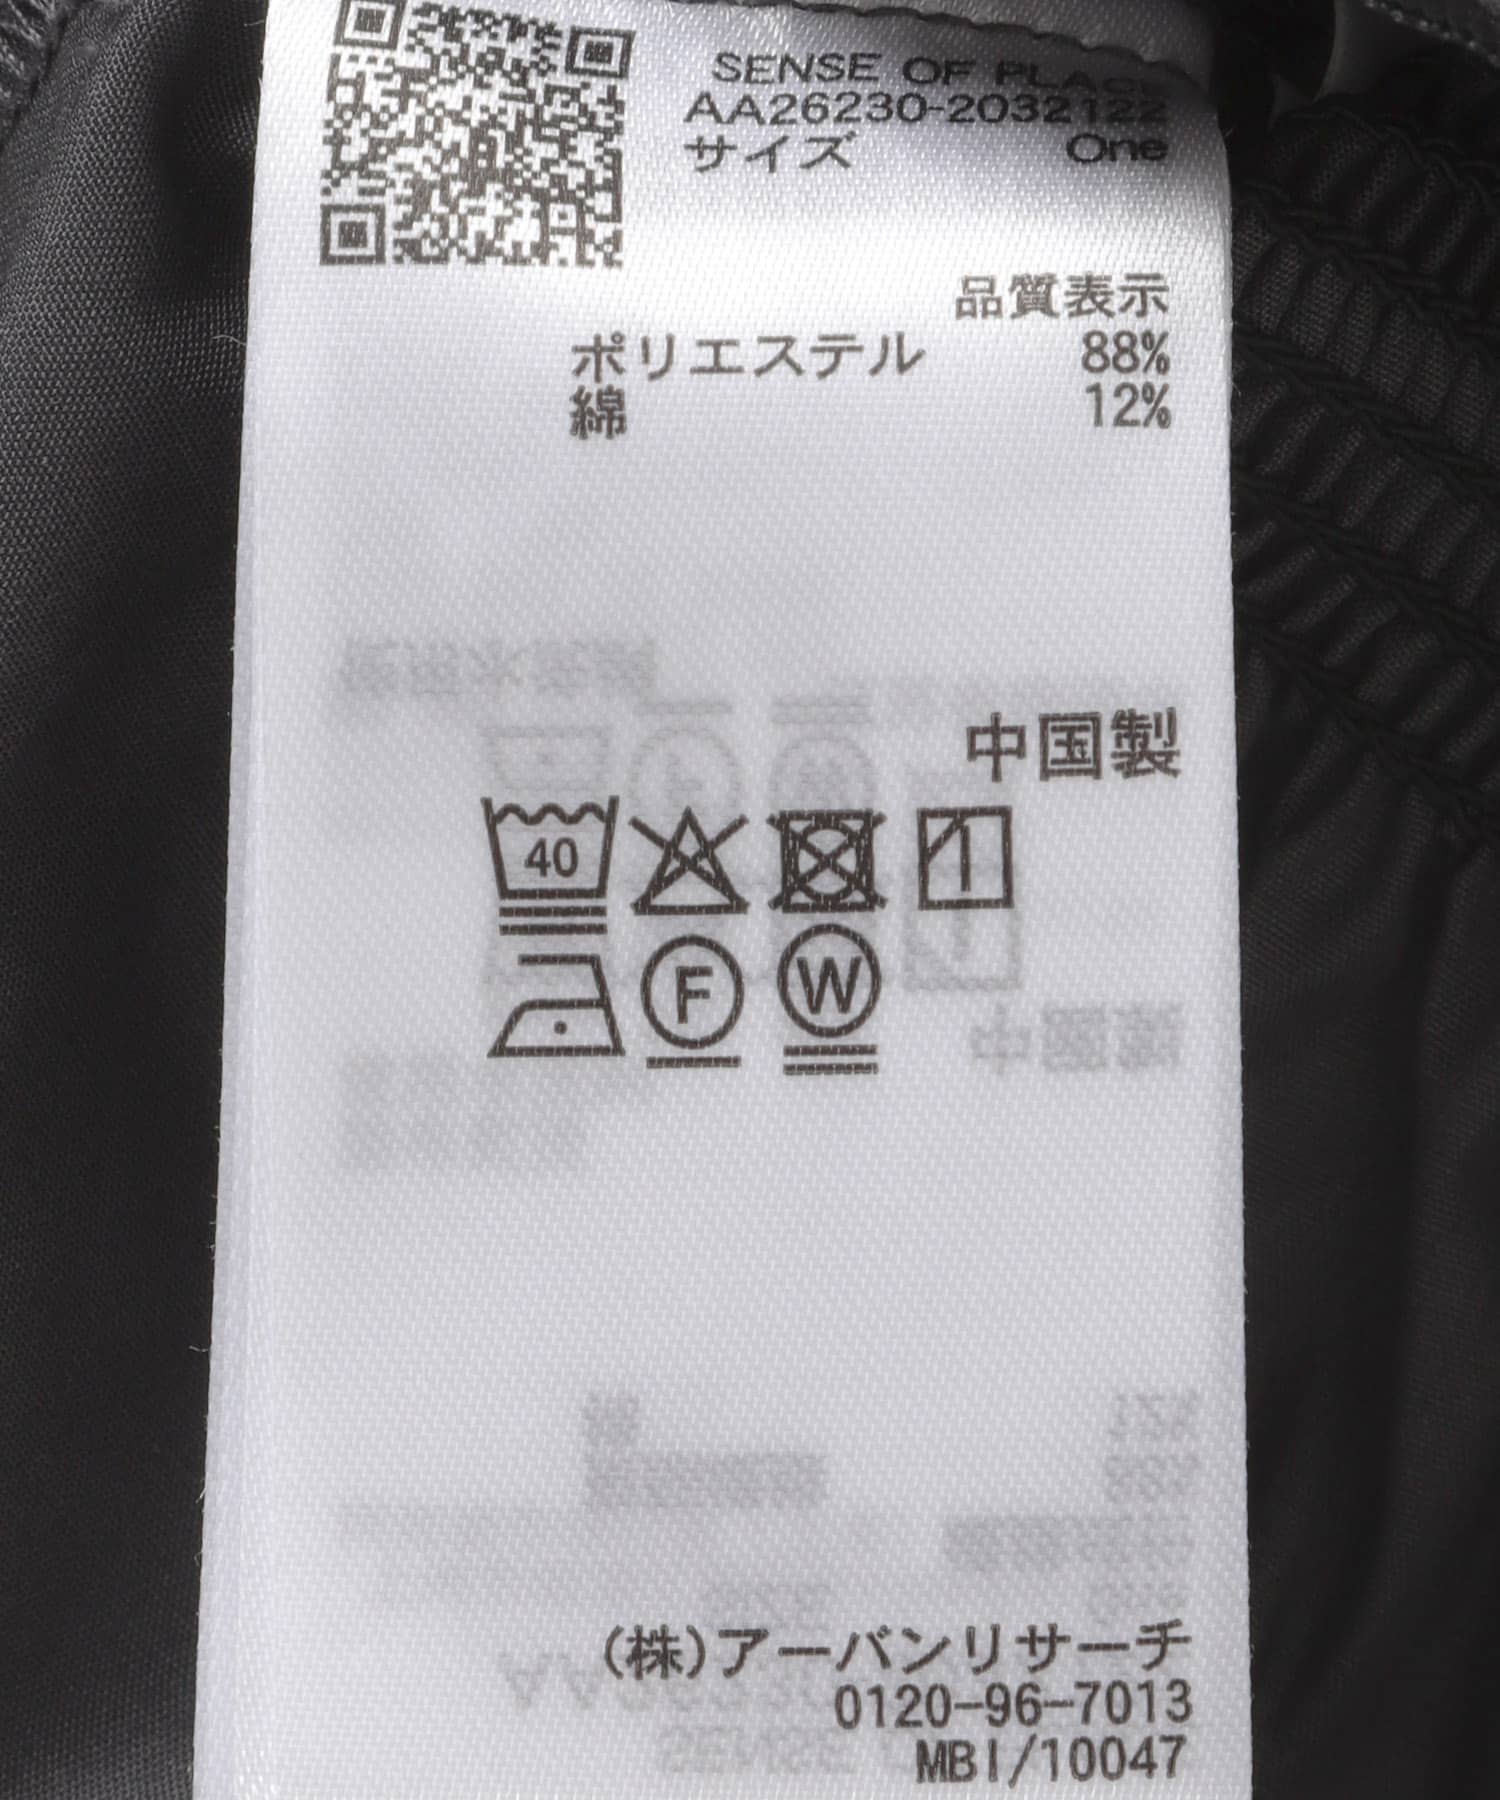 SENSE OF PLACE
AA26230-2032122
サイズ One
品質表示
ポリエステル 88%
綿 12%
中国製
40
F W
(株)アーバンリサーチ
0120-96-7013
MBI/10047